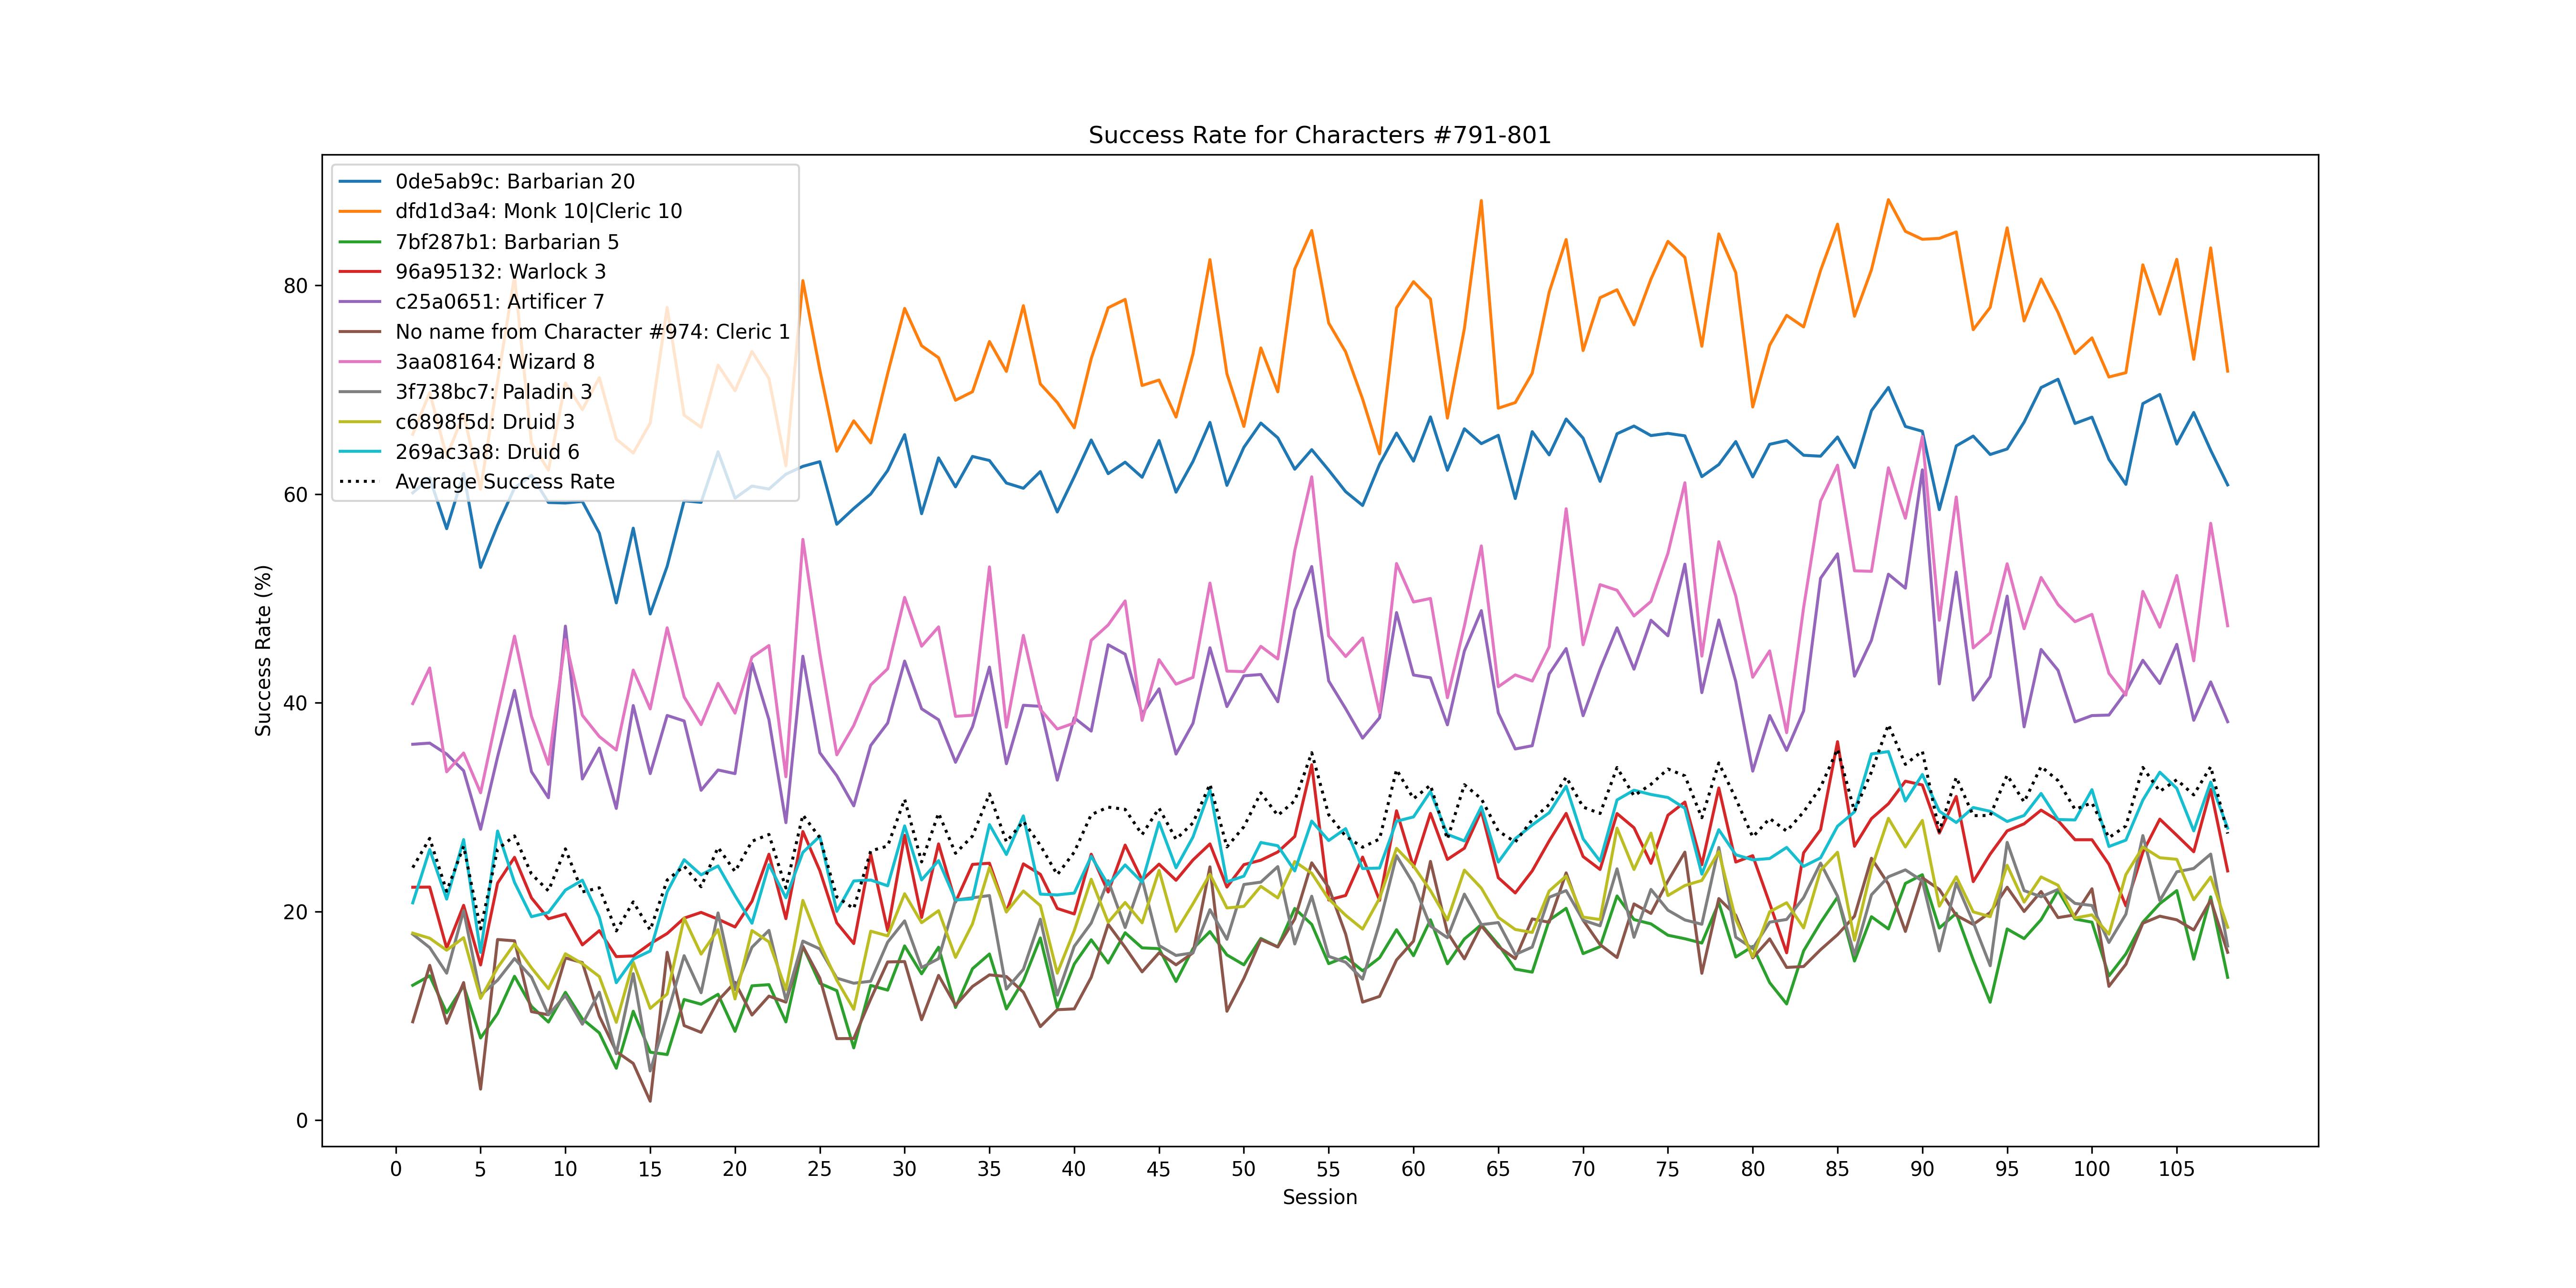 Success Rate for Characters #791-801
0de5ab9c: Barbarian 20
dfd1d3a4: Monk 10|Cleric 10
7bf287b1: Barbarian 5
96a95132: Warlock 3
c25a0651: Artificer 7
No name from Character #974: Cleric 1
3aa08164: Wizard 8
3f738bc7: Paladin 3
c6898f5d: Druid 3
269ac3a8: Druid 6
Average Success Rate
Success Rate (%)
80
60
40
20
0
0 5 10 15 20 25 30 35 40 45 50 55 60 65 70 75 80 85 90 95 100 105
Session